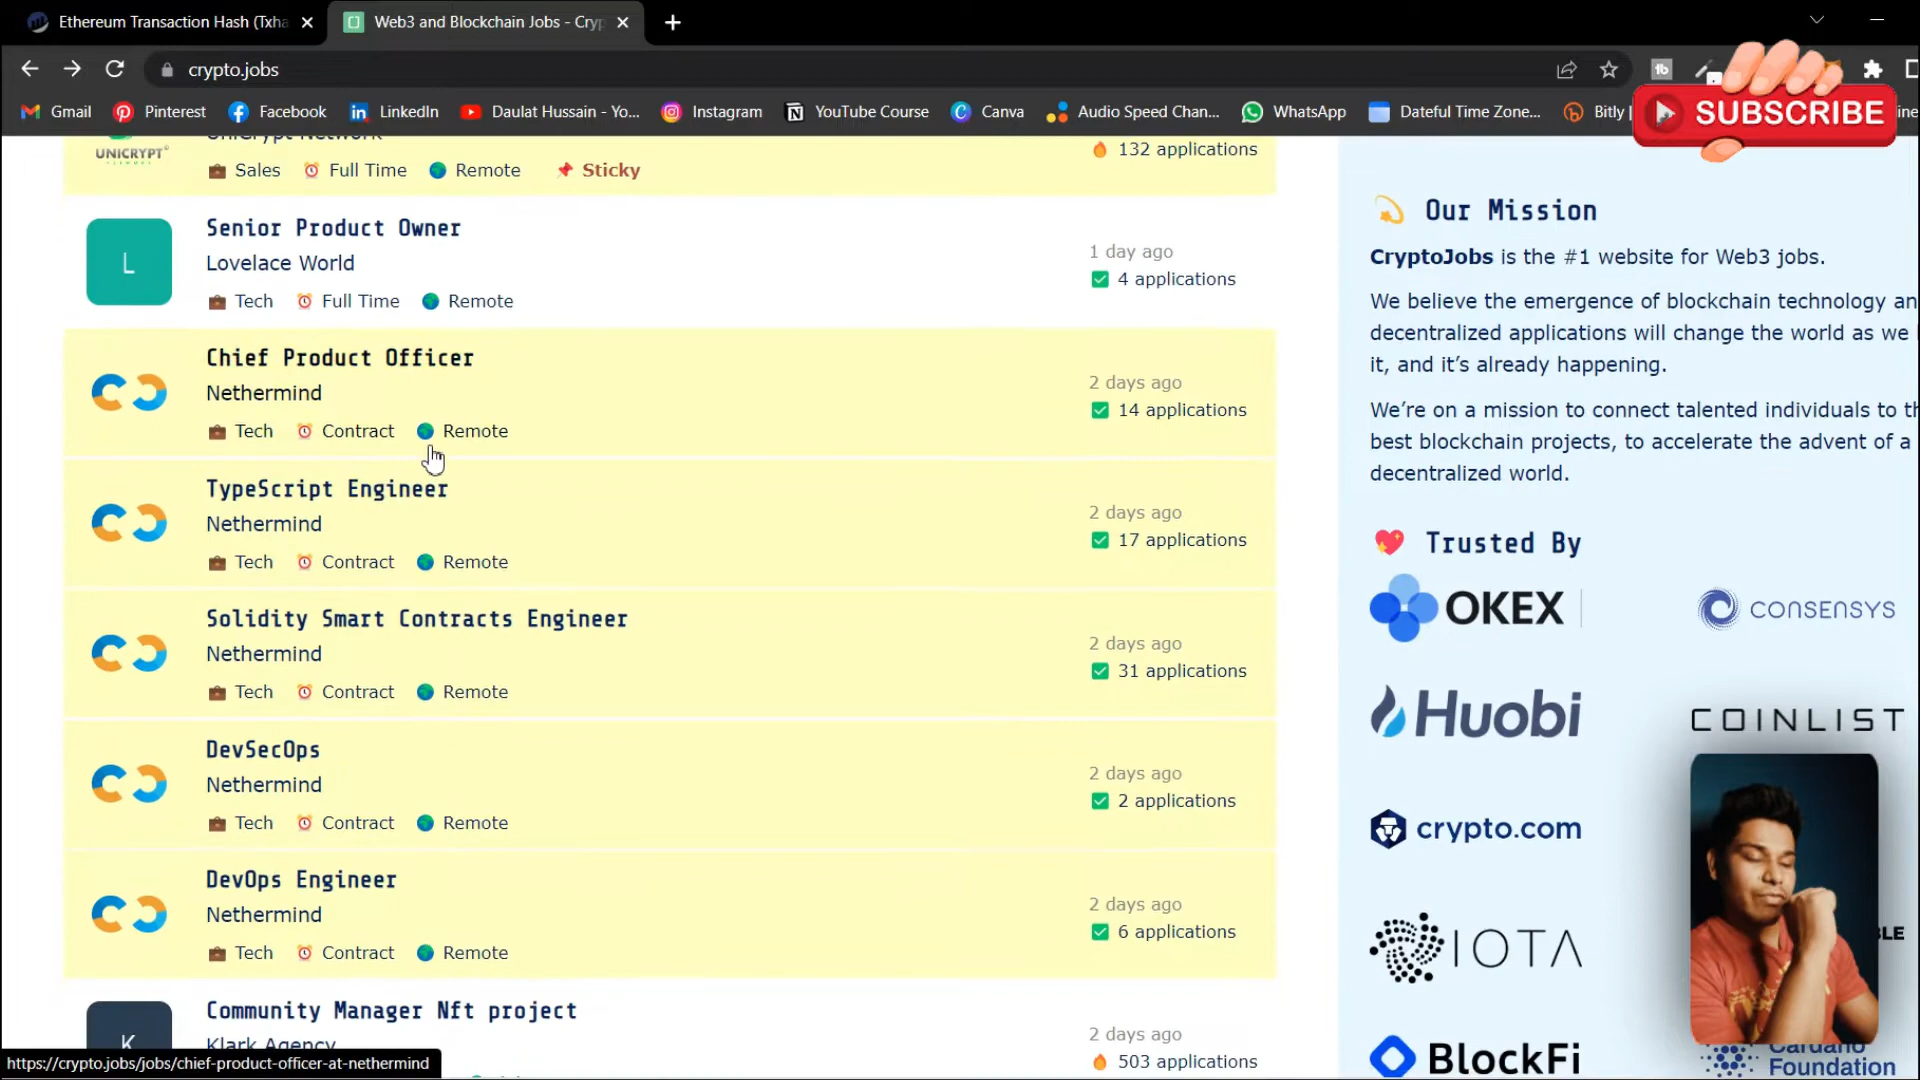 Ethereum Transaction Hash (Txha
Web3 and Blockchain Jobs - Cryp
crypto.jobs
Gmail
Pinterest
Facebook
LinkedIn
Daulat Hussain - Yo...
Instagram
YouTube Course
Canva
Audio Speed Chan...
WhatsApp
Dateful Time Zone...
Bitly |
SUBSCRIBE
UNICRYPT
UniCrypt Network
Sales Full Time Remote Sticky
132 applications
L
Senior Product Owner
Lovelace World
Tech Full Time Remote
1 day ago
4 applications
Chief Product Officer
Nethermind
Tech Contract Remote
2 days ago
14 applications
TypeScript Engineer
Nethermind
Tech Contract Remote
2 days ago
17 applications
Solidity Smart Contracts Engineer
Nethermind
Tech Contract Remote
2 days ago
31 applications
DevSecOps
Nethermind
Tech Contract Remote
2 days ago
2 applications
DevOps Engineer
Nethermind
Tech Contract Remote
2 days ago
6 applications
K
Community Manager Nft project
Klark Agency
2 days ago
503 applications
https://crypto.jobs/jobs/chief-product-officer-at-nethermind
Our Mission
CryptoJobs is the #1 website for Web3 jobs.
We believe the emergence of blockchain technology an
decentralized applications will change the world as we
it, and it's already happening.
We're on a mission to connect talented individuals to th
best blockchain projects, to accelerate the advent of a
decentralized world.
Trusted By
OKEX
CONSENSYS
Huobi
COINLIST
crypto.com
IOTA
BLE
BlockFi
Cardano
Foundation